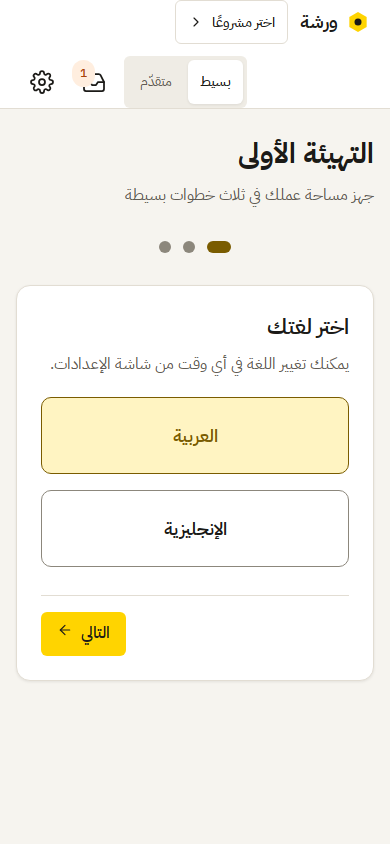 ورشة
اختر مشروعًا
بسيط
متقدّم
1
التهيئة الأولى
جهز مساحة عملك في ثلاث خطوات بسيطة
اختر لغتك
يمكنك تغيير اللغة في أي وقت من شاشة الإعدادات.
العربية
الإنجليزية
التالي